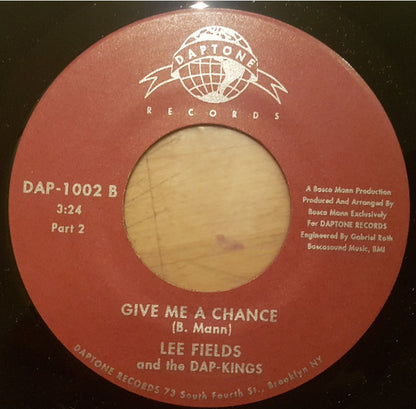 DAPTONE
RECORDS
DAP-1002 B
3:24
Part 2
A Bosco Mann Production
Produced And Arranged By
Bosco Mann Exclusively
For DAPTONE RECORDS
Engineered By Gabriel Roth
Boscosound Music, BMI
GIVE ME A CHANCE
(B. Mann)
LEE FIELDS
and the DAP-KINGS
DAPTONE RECORDS 73 South Fourth St., Brooklyn NY